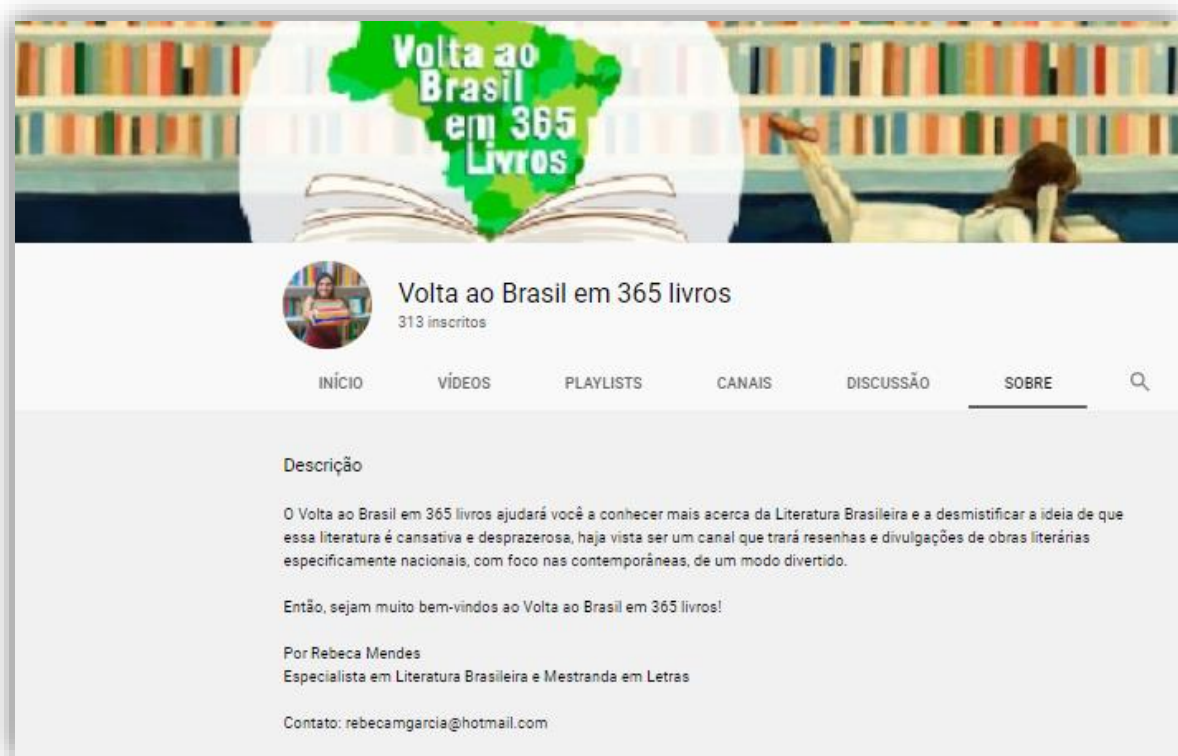 Volta ao
Brasil
em 365
Livros
Volta ao Brasil em 365 livros
313 inscritos
INÍCIO VÍDEOS PLAYLISTS CANAIS DISCUSSÃO SOBRE
Descrição
O Volta ao Brasil em 365 livros ajudará você a conhecer mais acerca da Literatura Brasileira e a desmistificar a ideia de que
essa literatura é cansativa e desprazerosa, haja vista ser um canal que trará resenhas e divulgações de obras literárias
especificamente nacionais, com foco nas contemporâneas, de um modo divertido.
Então, sejam muito bem-vindos ao Volta ao Brasil em 365 livros!
Por Rebeca Mendes
Especialista em Literatura Brasileira e Mestranda em Letras
Contato: rebecamgarcia@hotmail.com